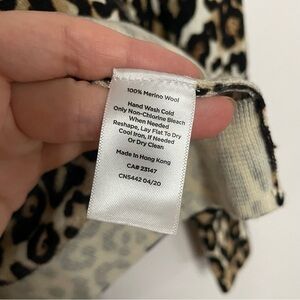 100% Merino Wool
Hand Wash Cold
Only Non-Chlorine Bleach
When Needed
Reshape, Lay Flat To Dry
Cool Iron, If Needed
Or Dry Clean
Made In Hong Kong
CA# 23147
CN5442 04/20